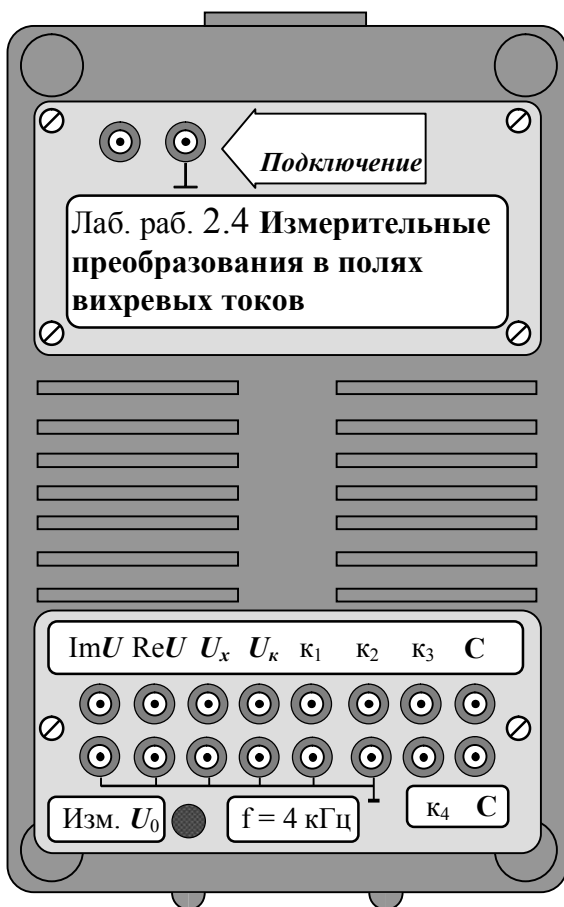 Подключение
Лаб. раб. 2.4 Измерительные
преобразования в полях
вихревых токов
ImU ReU Uₓ Uк к₁ к₂ к₃ С
Изм. U₀ f = 4 кГц к₄ С